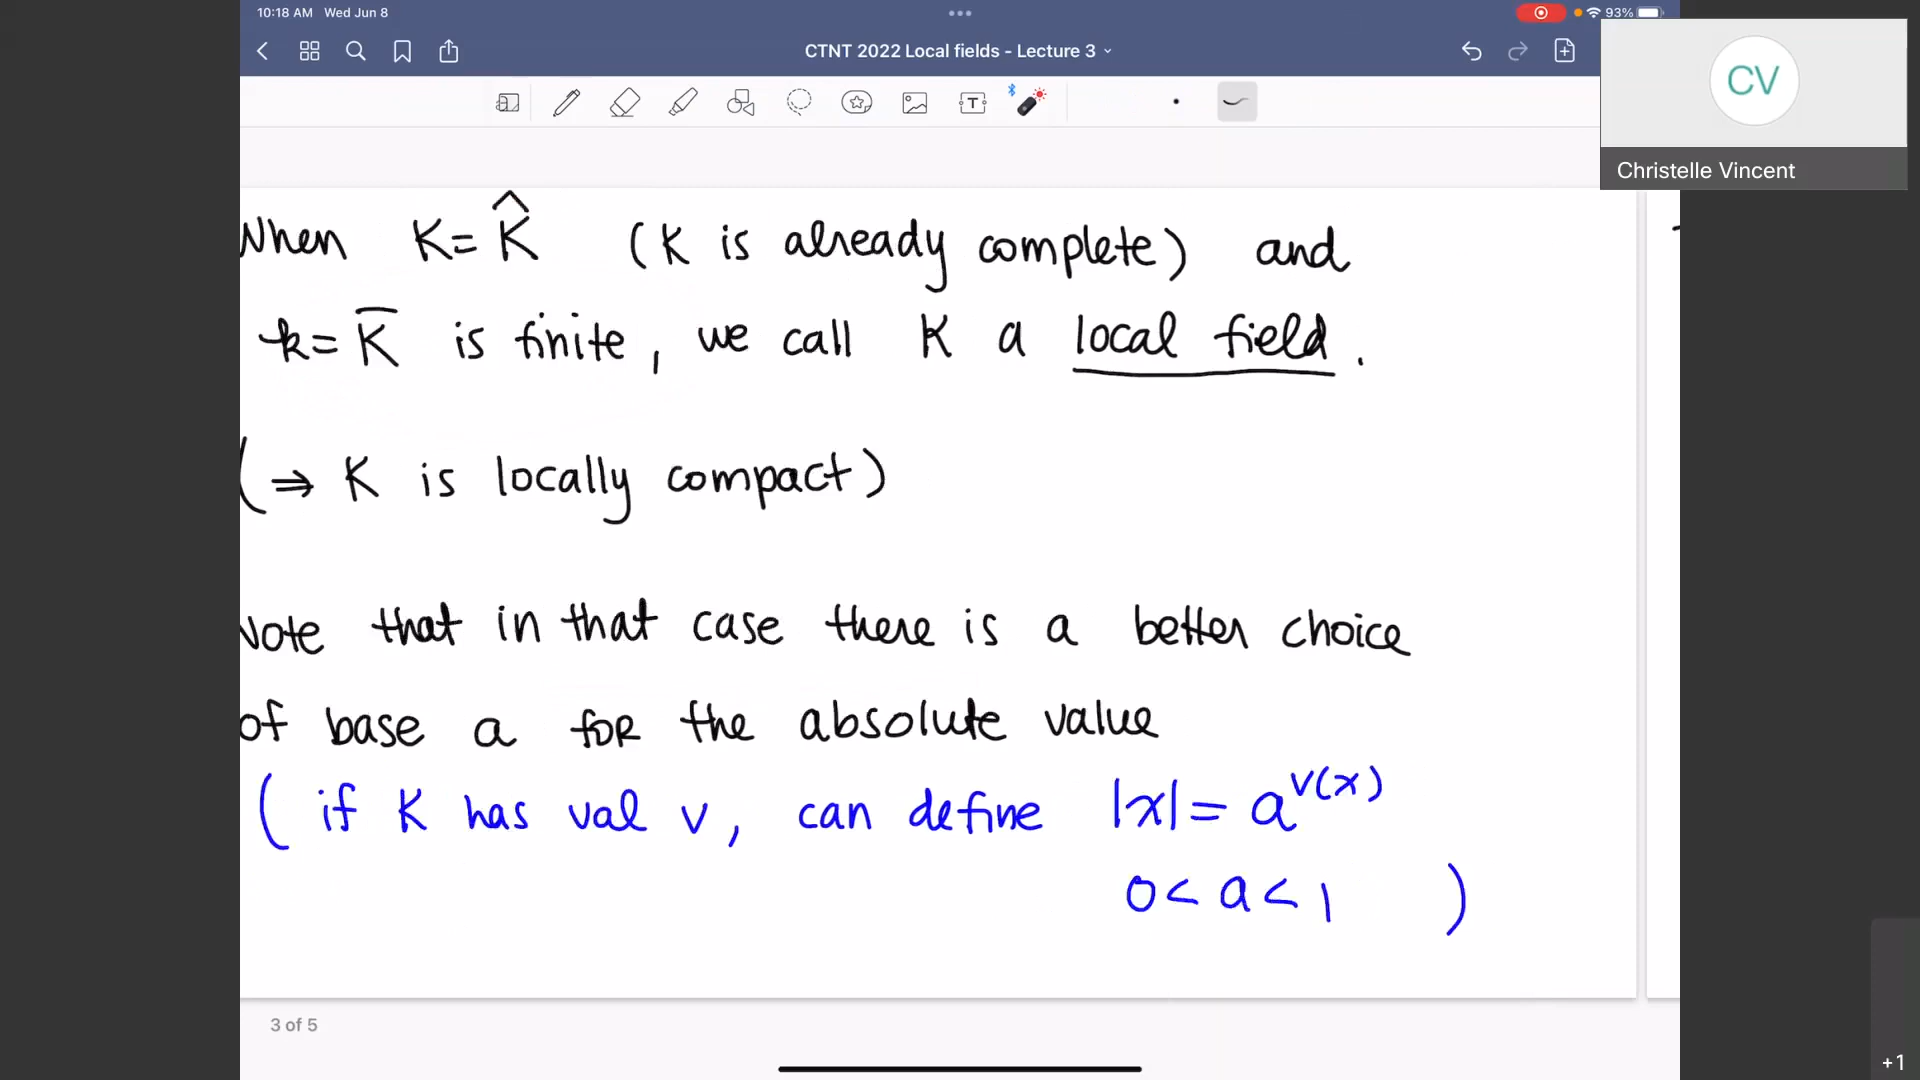 10:18 AM Wed Jun 8
93%
CTNT 2022 Local fields - Lecture 3
CV
Christelle Vincent
When K = K̂ (K is already complete) and
k = K̄ is finite, we call K a local field.
(⇒ K is locally compact)
Note that in that case there is a better choice
of base a for the absolute value
(if K has val v, can define |x| = a^{v(x)}
0 < a < 1 )
3 of 5
+1